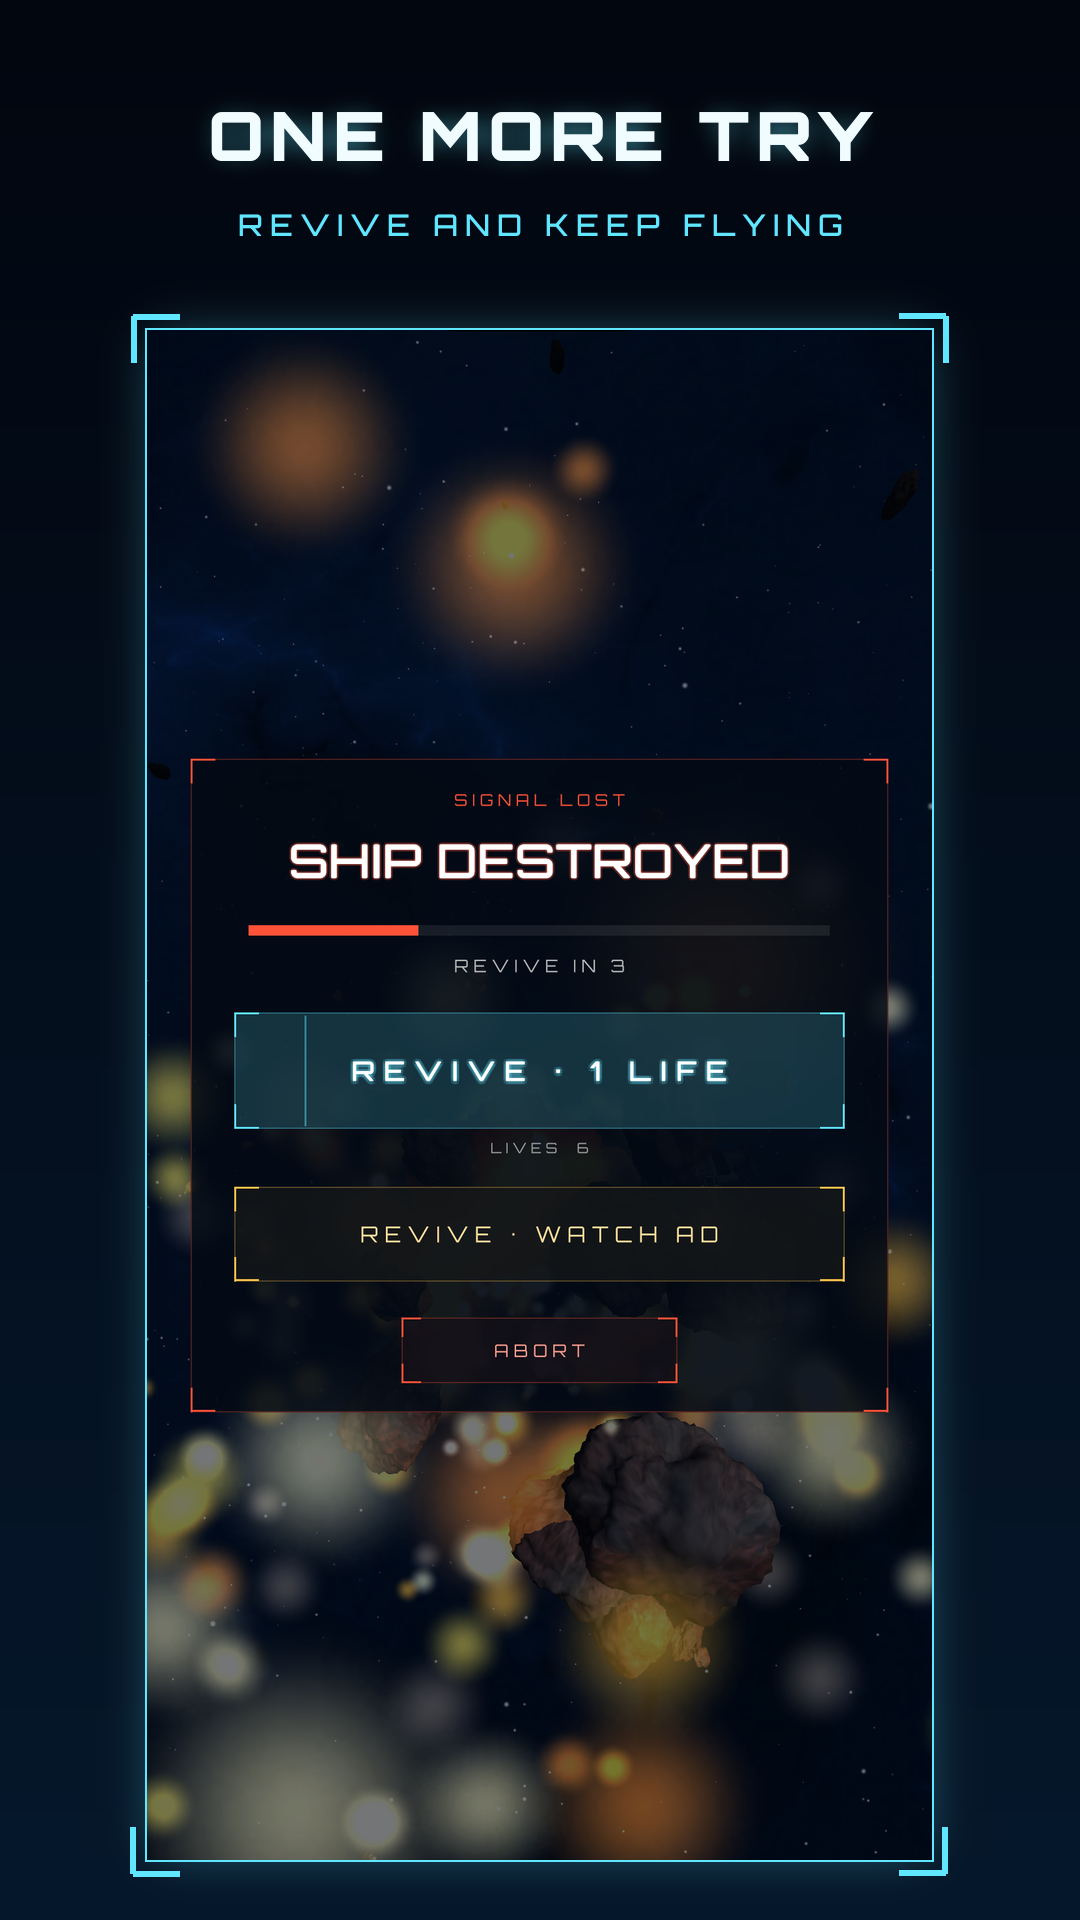 ONE MORE TRY
REVIVE AND KEEP FLYING
SIGNAL LOST
SHIP DESTROYED
REVIVE IN 3
REVIVE · 1 LIFE
LIVES 6
REVIVE · WATCH AD
ABORT